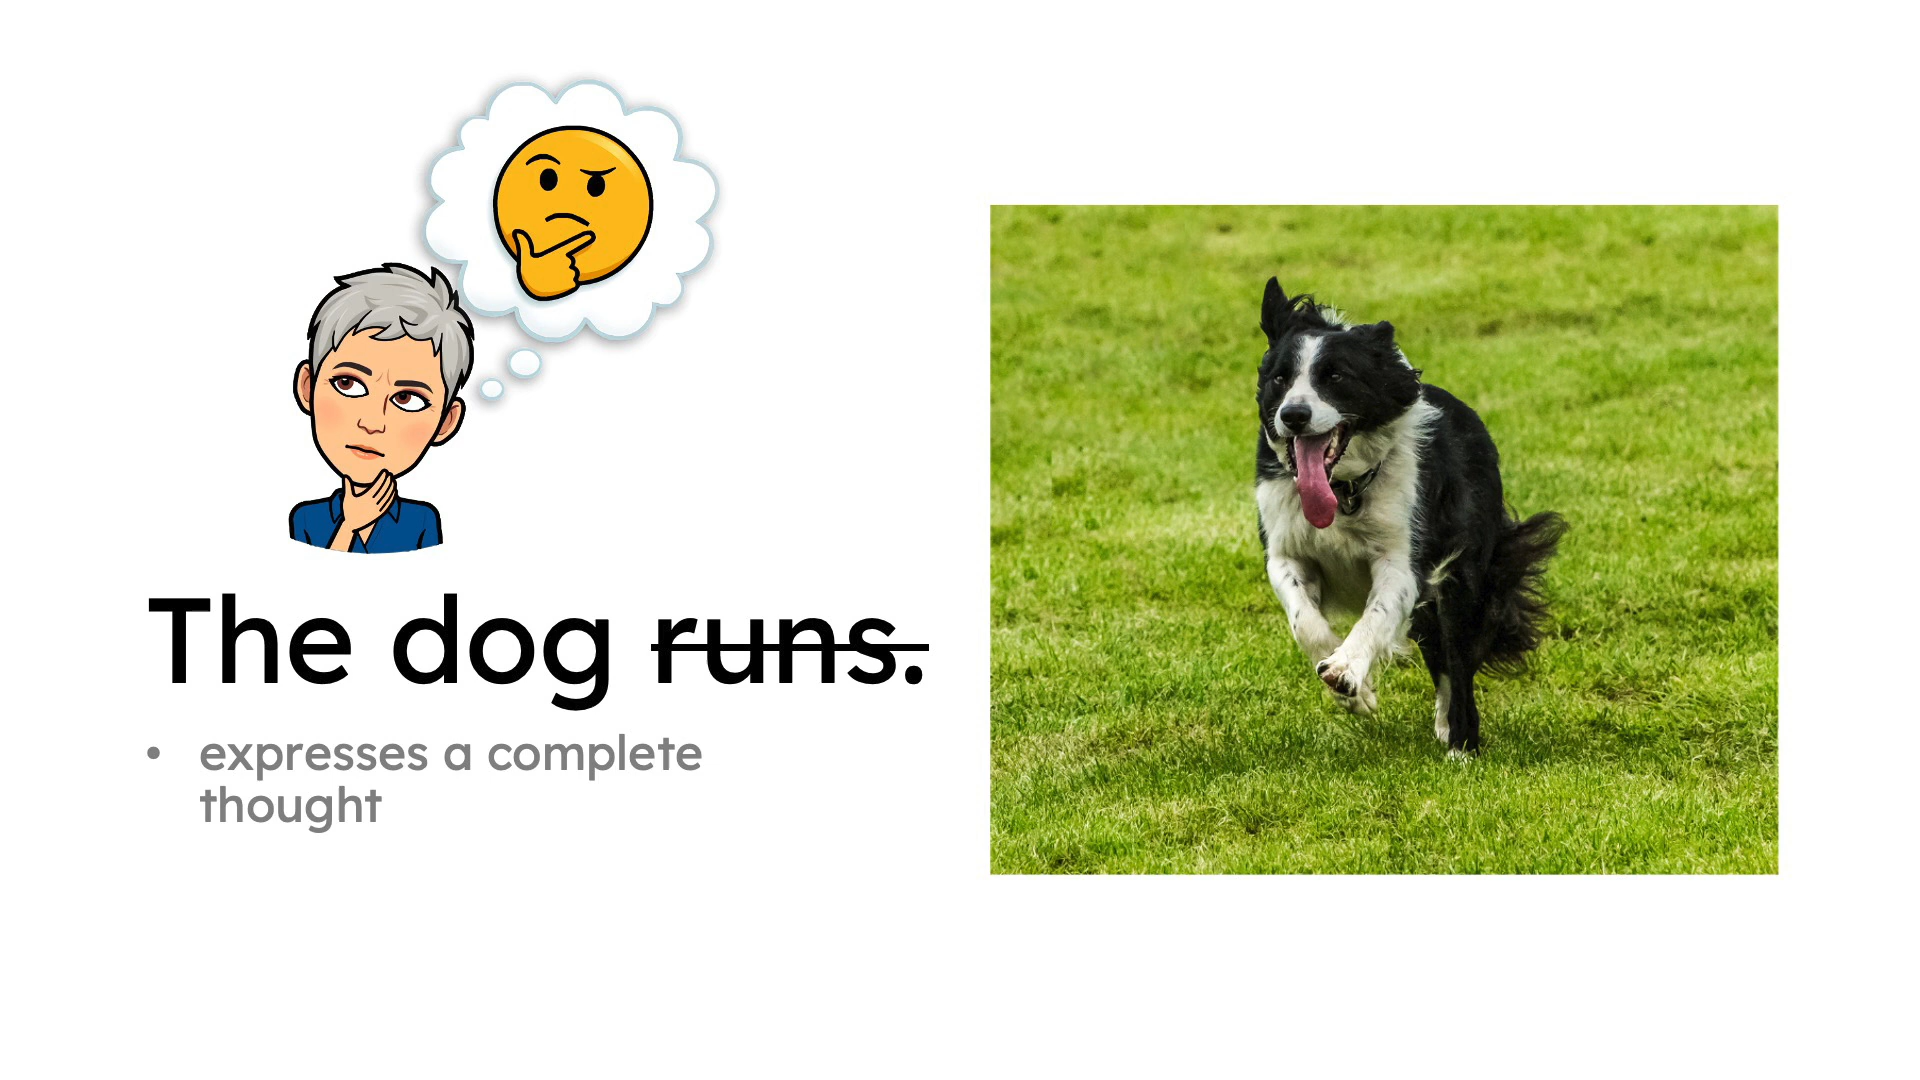 The dog runs.
• expresses a complete
thought